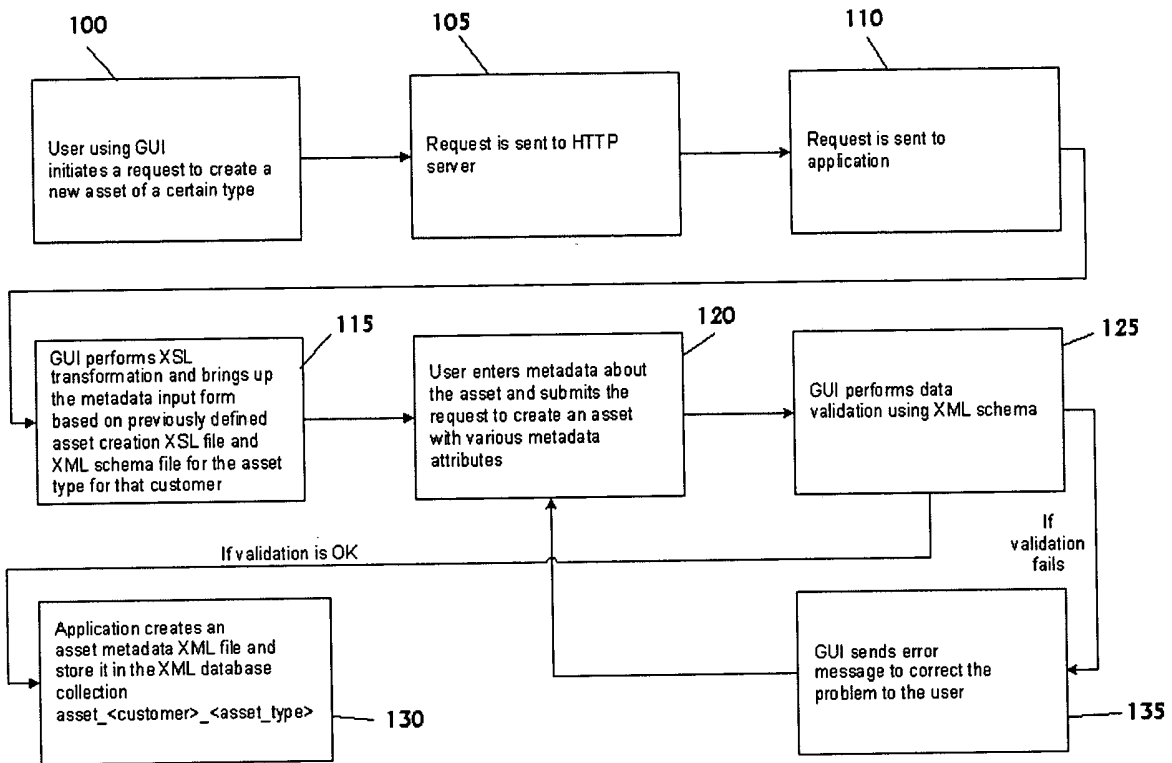 100
105
110
User using GUI
initiates a request to create a
new asset of a certain type
Request is sent to HTTP
server
Request is sent to
application
115
120
125
GUI performs XSL
transformation and brings up
the metadata input form
based on previously defined
asset creation XSL file and
XML schema file for the asset
type for that customer
User enters metadata about
the asset and submits the
request to create an asset
with various metadata
attributes
GUI performs data
validation using XML schema
If validation is OK
If
validation
fails
Application creates an
asset metadata XML file and
store it in the XML database
collection
asset_<customer>_<asset_type>
130
GUI sends error
message to correct the
problem to the user
135